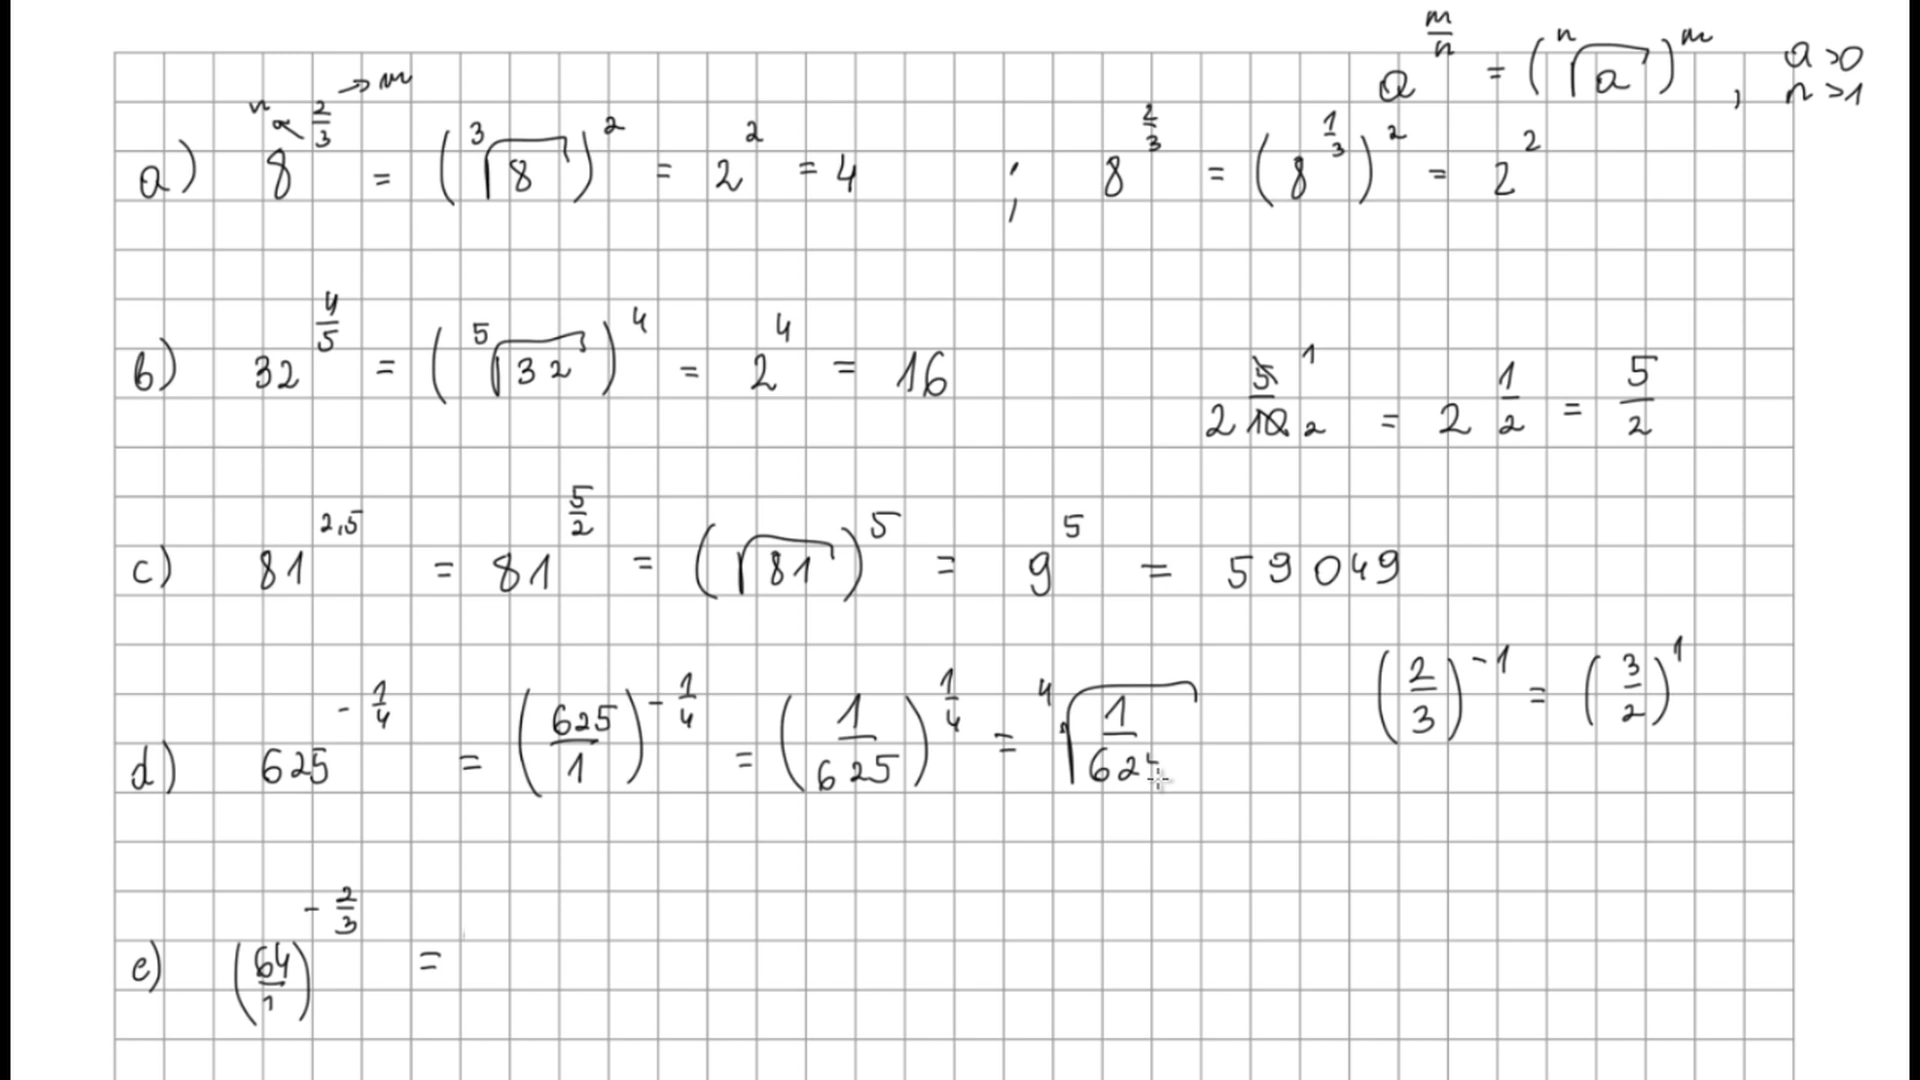 a^(m/n) = (ⁿ√a)^m , a>0 n>1
a) 8^(2/3) n ← → m = (³√8)² = 2² = 4 ; 8^(2/3) = (8^(1/3))² = 2²
b) 32^(4/5) = (⁵√32)⁴ = 2⁴ = 16
2 5/10 1 2 = 2 1/2 = 5/2
c) 81^2,5 = 81^(5/2) = (√81)⁵ = 9⁵ = 59049
d) 625^(-1/4) = (625/1)^(-1/4) = (1/625)^(1/4) = ⁴√(1/62
(2/3)^-1 = (3/2)^1
e) (64/1)^(-2/3) =